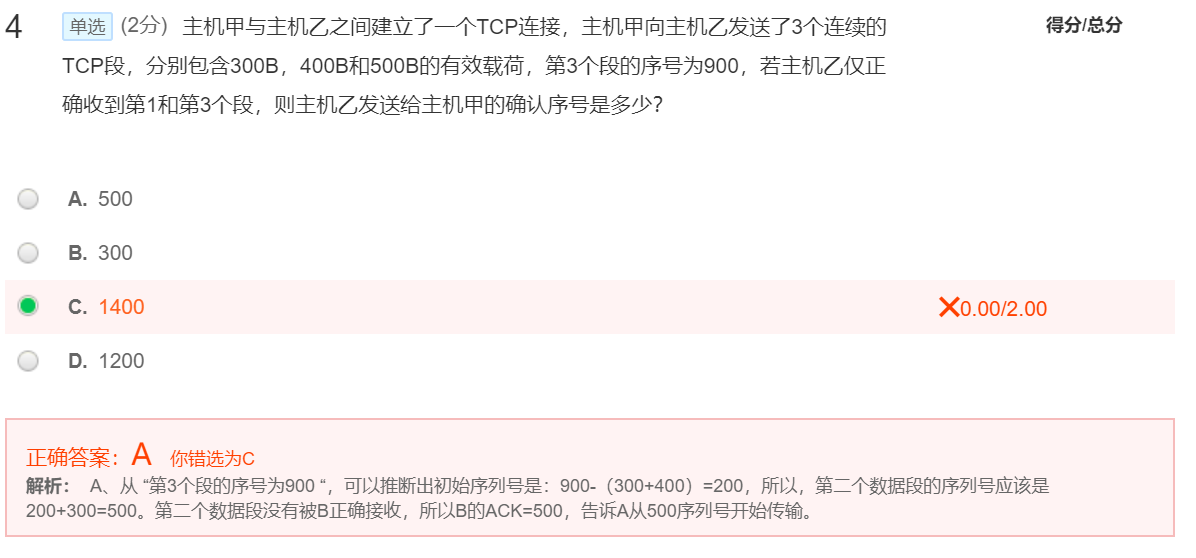 4 单选 (2分) 主机甲与主机乙之间建立了一个TCP连接，主机甲向主机乙发送了3个连续的 得分/总分
TCP段，分别包含300B，400B和500B的有效载荷，第3个段的序号为900，若主机乙仅正
确收到第1和第3个段，则主机乙发送给主机甲的确认序号是多少？
A. 500
B. 300
C. 1400 ✕0.00/2.00
D. 1200
正确答案：A 你错选为C
解析： A、从 “第3个段的序号为900 “，可以推断出初始序列号是：900-（300+400）=200，所以，第二个数据段的序列号应该是
200+300=500。第二个数据段没有被B正确接收，所以B的ACK=500，告诉A从500序列号开始传输。